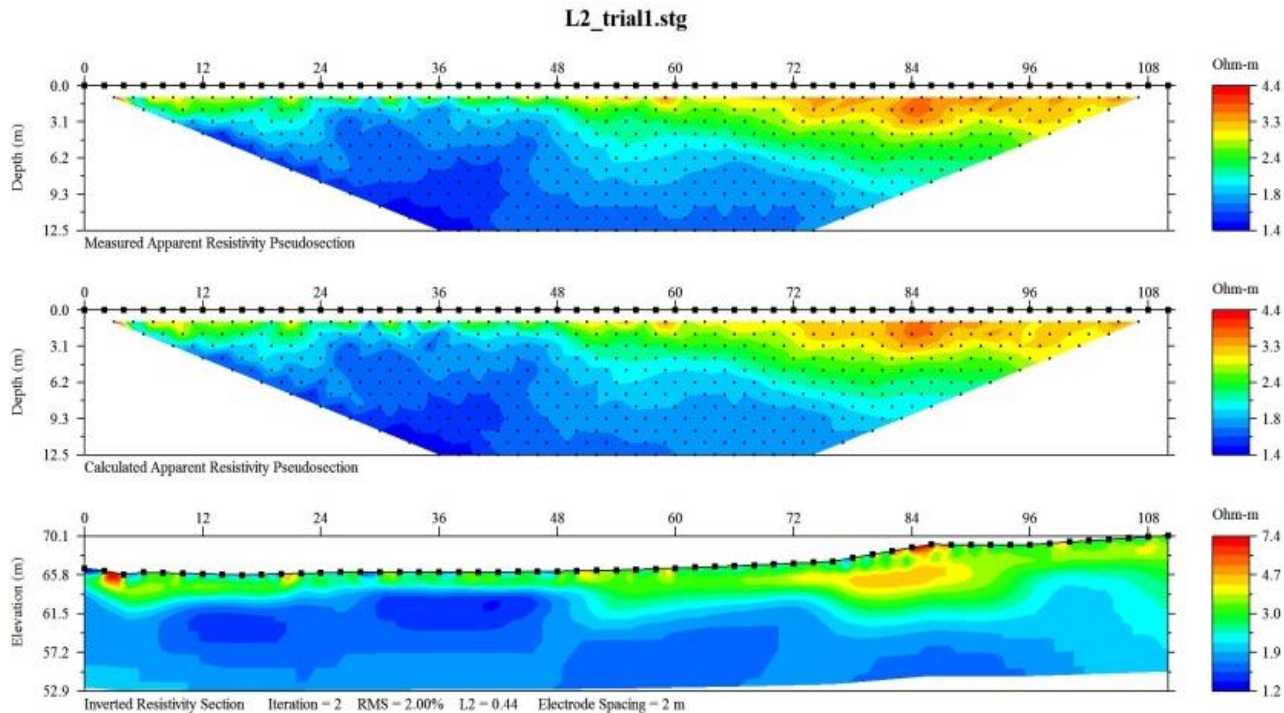 L2_trial1.stg
0 12 24 36 48 60 72 84 96 108 Ohm-m
0.0 3.1 6.2 9.3 12.5 4.4 3.3 2.4 1.8 1.4
Depth (m)
Measured Apparent Resistivity Pseudosection
0 12 24 36 48 60 72 84 96 108 Ohm-m
0.0 3.1 6.2 9.3 12.5 4.4 3.3 2.4 1.8 1.4
Depth (m)
Calculated Apparent Resistivity Pseudosection
0 12 24 36 48 60 72 84 96 108 Ohm-m
70.1 65.8 61.5 57.2 52.9 7.4 4.7 3.0 1.9 1.2
Elevation (m)
Inverted Resistivity Section Iteration = 2 RMS = 2.00% L2 = 0.44 Electrode Spacing = 2 m